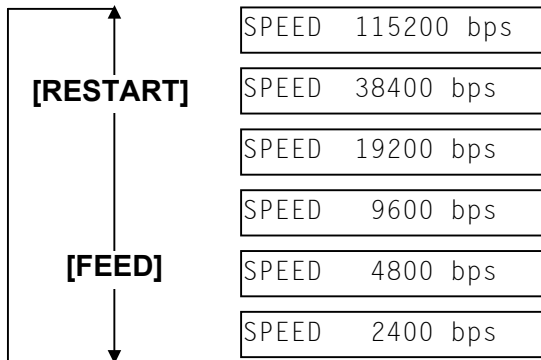 SPEED 115200 bps
[RESTART]
SPEED 38400 bps
SPEED 19200 bps
SPEED 9600 bps
[FEED]
SPEED 4800 bps
SPEED 2400 bps